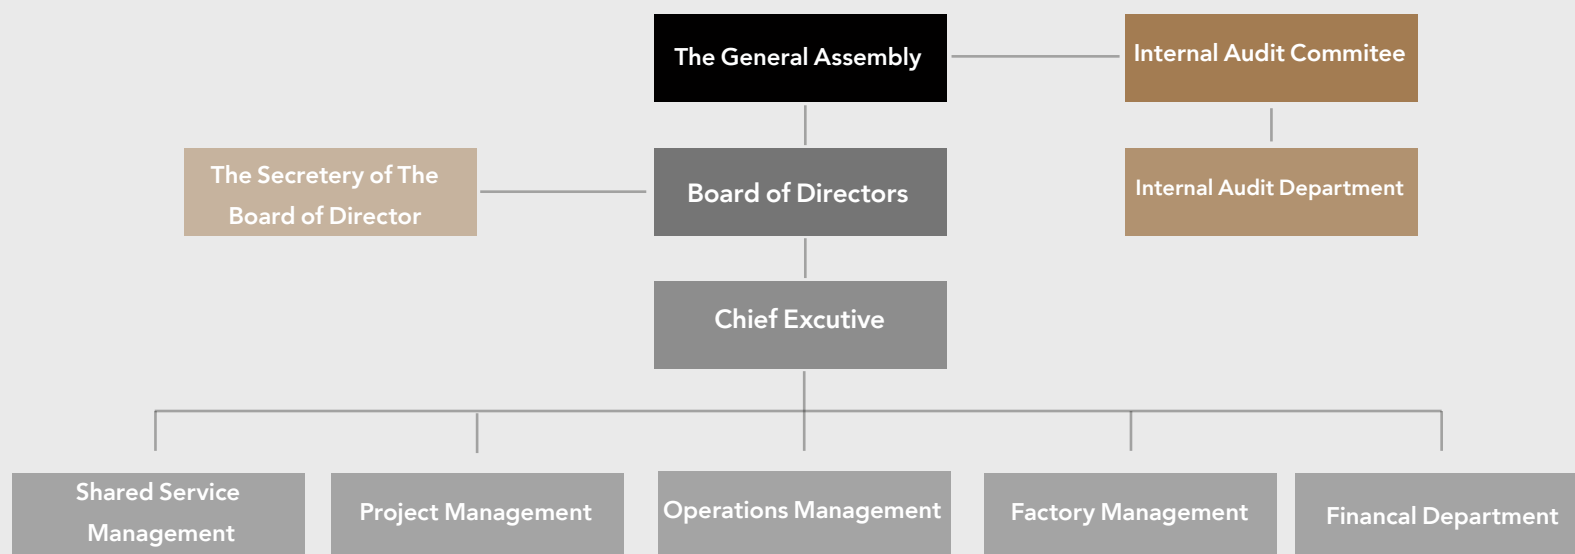 The General Assembly
Internal Audit Commitee
The Secretery of The
Board of Director
Board of Directors
Internal Audit Department
Chief Excutive
Shared Service
Management
Project Management
Operations Management
Factory Management
Financal Department